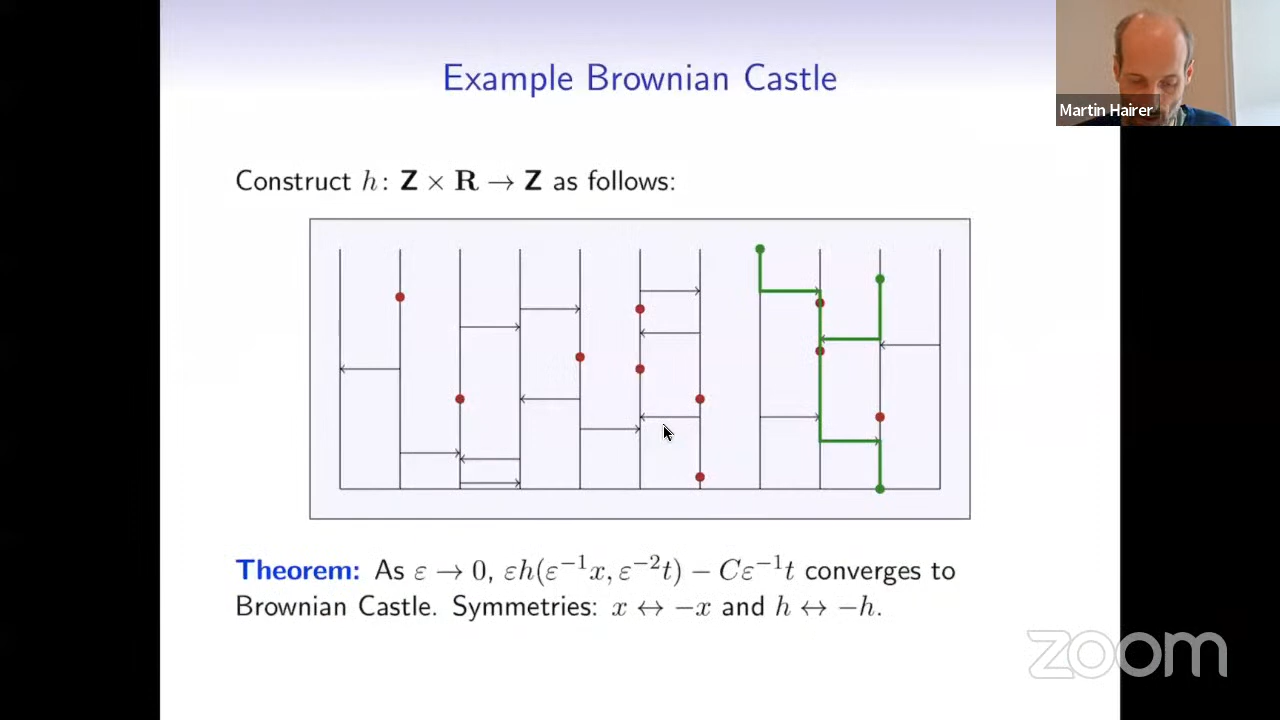 Example Brownian Castle
Martin Hairer
Construct h: Z × R → Z as follows:
Theorem: As ε → 0, εh(ε⁻¹x, ε⁻²t) − Cε⁻¹t converges to
Brownian Castle. Symmetries: x ↔ −x and h ↔ −h.
zoom